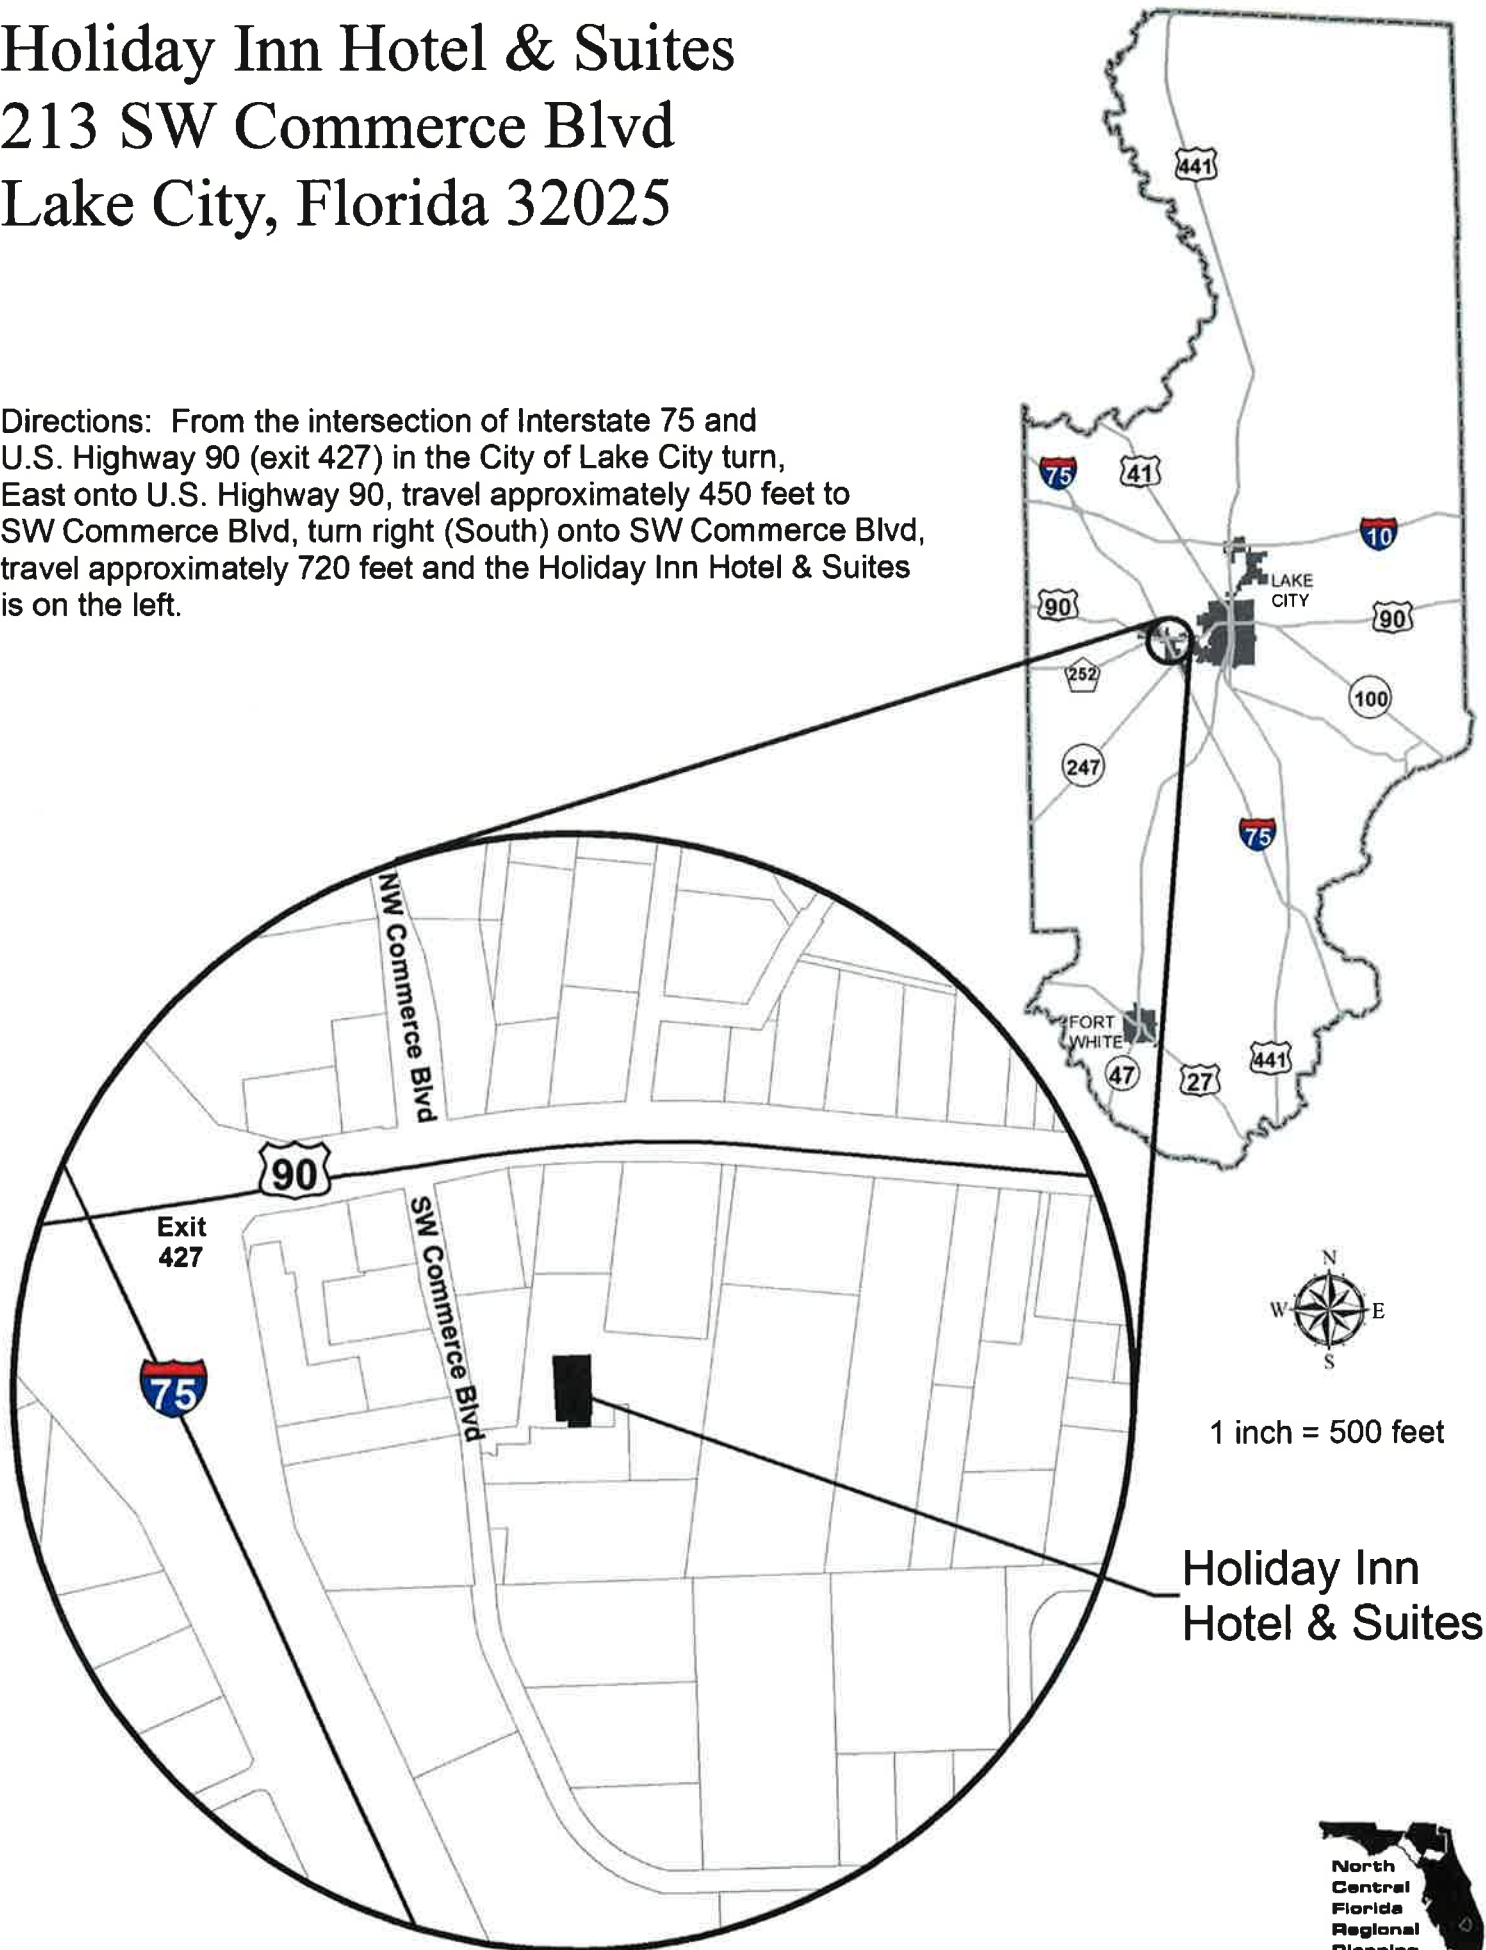 Holiday Inn Hotel & Suites
213 SW Commerce Blvd
Lake City, Florida 32025
Directions: From the intersection of Interstate 75 and
U.S. Highway 90 (exit 427) in the City of Lake City turn,
East onto U.S. Highway 90, travel approximately 450 feet to
SW Commerce Blvd, turn right (South) onto SW Commerce Blvd,
travel approximately 720 feet and the Holiday Inn Hotel & Suites
is on the left.
441
75
41
10
LAKE
CITY
90
90
252
100
247
75
FORT
WHITE
47
27
441
NW Commerce Blvd
90
Exit
427
SW Commerce Blvd
75
N
W
E
S
1 inch = 500 feet
Holiday Inn
Hotel & Suites
North
Central
Florida
Regional
Planning